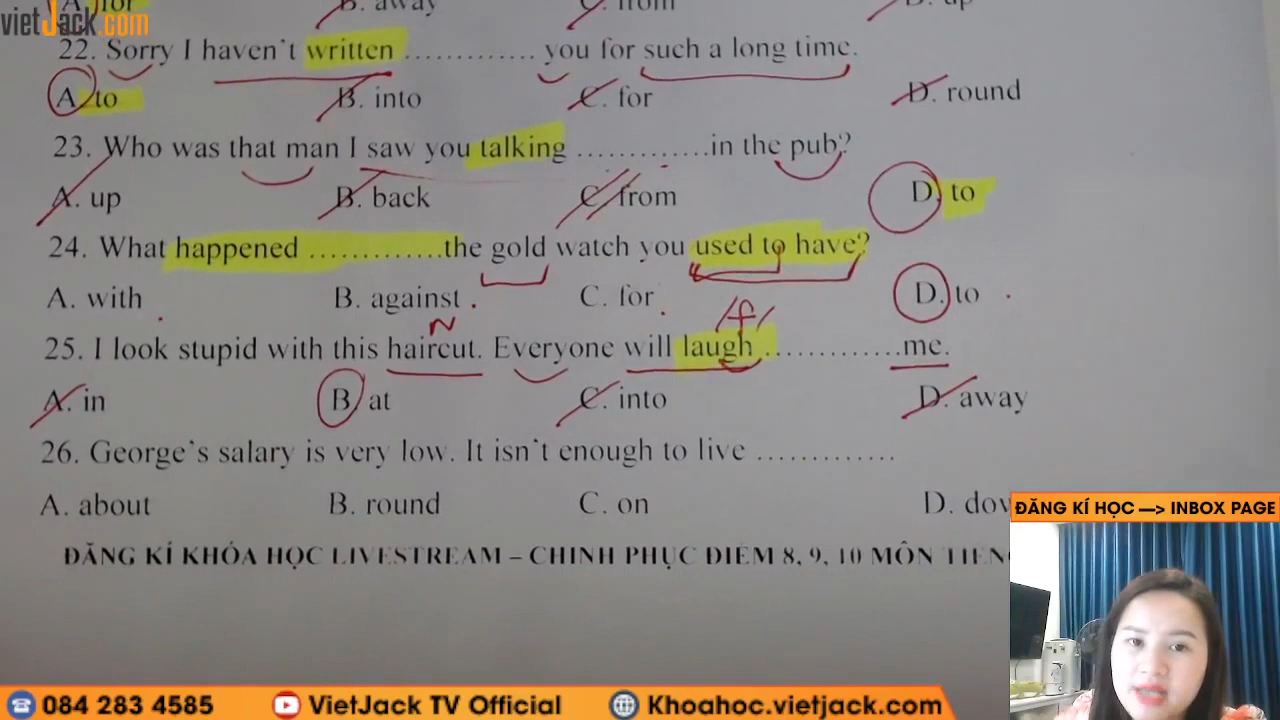 vietJack.com
A. for B. away C. from D. up
22. Sorry I haven't written ............. you for such a long time.
A. to B. into C. for D. round
23. Who was that man I saw you talking .............in the pub?
A. up B. back C. from D. to
24. What happened .............the gold watch you used to have?
A. with B. against C. for D. to
N /f/
25. I look stupid with this haircut. Everyone will laugh .............me.
A. in B. at C. into D. away
26. George's salary is very low. It isn't enough to live .............
A. about B. round C. on
ĐĂNG KÍ HỌC —> INBOX PAGE
ĐĂNG KÍ KHÓA HỌC LIVESTREAM – CHINH PHỤC ĐIỂM 8, 9, 10 MÔN
084 283 4585 VietJack TV Official Khoahoc.vietjack.com